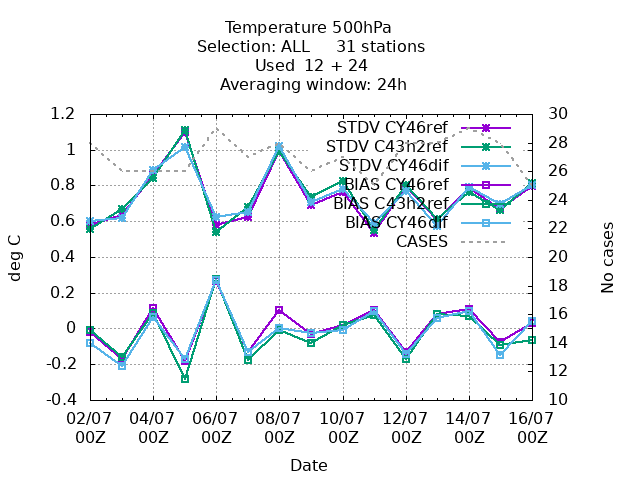 Temperature 500hPa
Selection: ALL 31 stations
Used 12 + 24
Averaging window: 24h
1.2
1
0.8
0.6
0.4
0.2
0
-0.2
-0.4
deg C
30
28
26
24
22
20
18
16
14
12
10
No cases
STDV CY46ref
STDV C43h2ref
STDV CY46dif
BIAS CY46ref
BIAS C43h2ref
BIAS CY46dif
CASES
02/07 04/07 06/07 08/07 10/07 12/07 14/07 16/07
00Z 00Z 00Z 00Z 00Z 00Z 00Z 00Z
Date